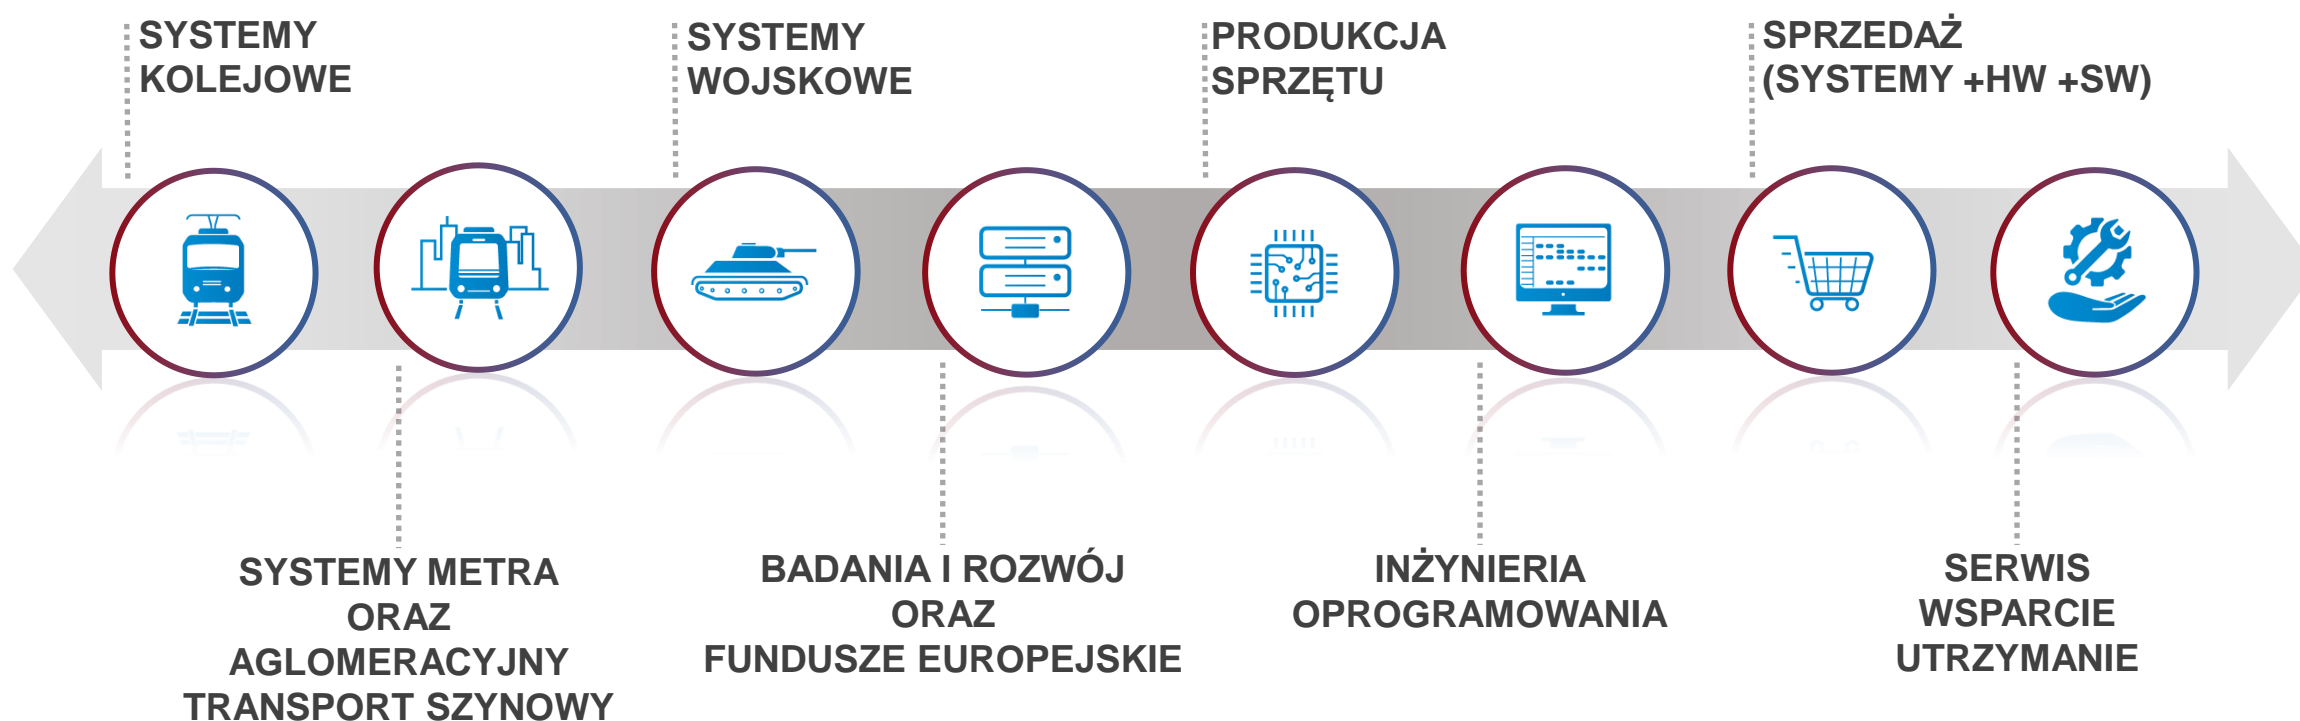 SYSTEMY
KOLEJOWE
SYSTEMY
WOJSKOWE
PRODUKCJA
SPRZĘTU
SPRZEDAŻ
(SYSTEMY +HW +SW)
SYSTEMY METRA
ORAZ
AGLOMERACYJNY
TRANSPORT SZYNOWY
BADANIA I ROZWÓJ
ORAZ
FUNDUSZE EUROPEJSKIE
INŻYNIERIA
OPROGRAMOWANIA
SERWIS
WSPARCIE
UTRZYMANIE